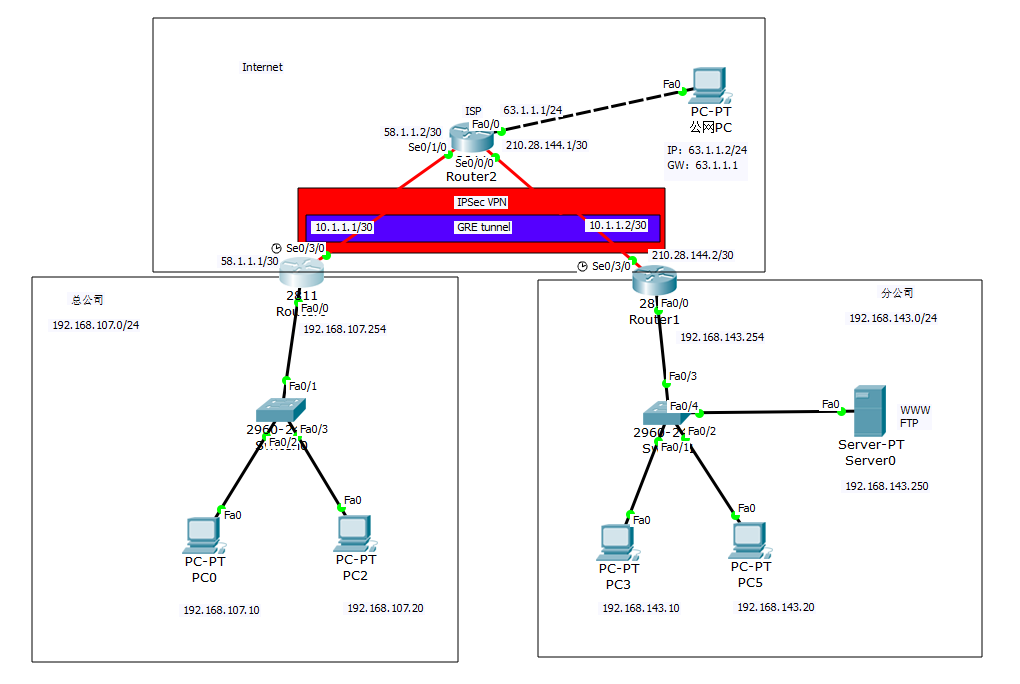 Internet
Fa0
PC-PT
公网PC
IP: 63.1.1.2/24
GW: 63.1.1.1
ISP
63.1.1.1/24
Fa0/0
58.1.1.2/30
Se0/1/0
210.28.144.1/30
Se0/0/0
Router2
IPSec VPN
10.1.1.1/30
GRE tunnel
10.1.1.2/30
Se0/3/0
58.1.1.1/30
210.28.144.2/30
Se0/3/0
总公司
192.168.107.0/24
2811
Fa0/0
192.168.107.254
Fa0/1
Fa0/3
Fa0/2
Fa0
PC-PT
PC0
192.168.107.10
Fa0
PC-PT
PC2
192.168.107.20
分公司
192.168.143.0/24
Fa0/0
Router1
192.168.143.254
Fa0/3
Fa0/4
Fa0/2
Fa0/1
Fa0
WWW
FTP
Server-PT
Server0
192.168.143.250
Fa0
PC-PT
PC3
192.168.143.10
Fa0
PC-PT
PC5
192.168.143.20